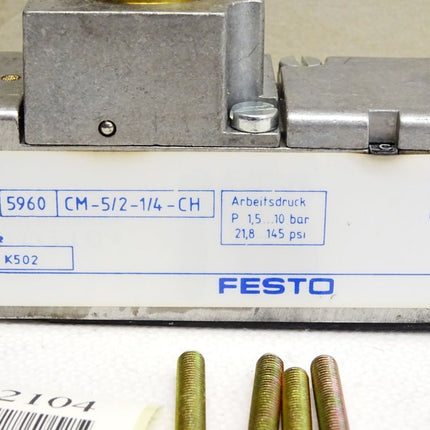 5960 CM-5/2-1/4-CH
Arbeitsdruck
P 1,5...10 bar
21,8 145 psi
K502
FESTO
2104